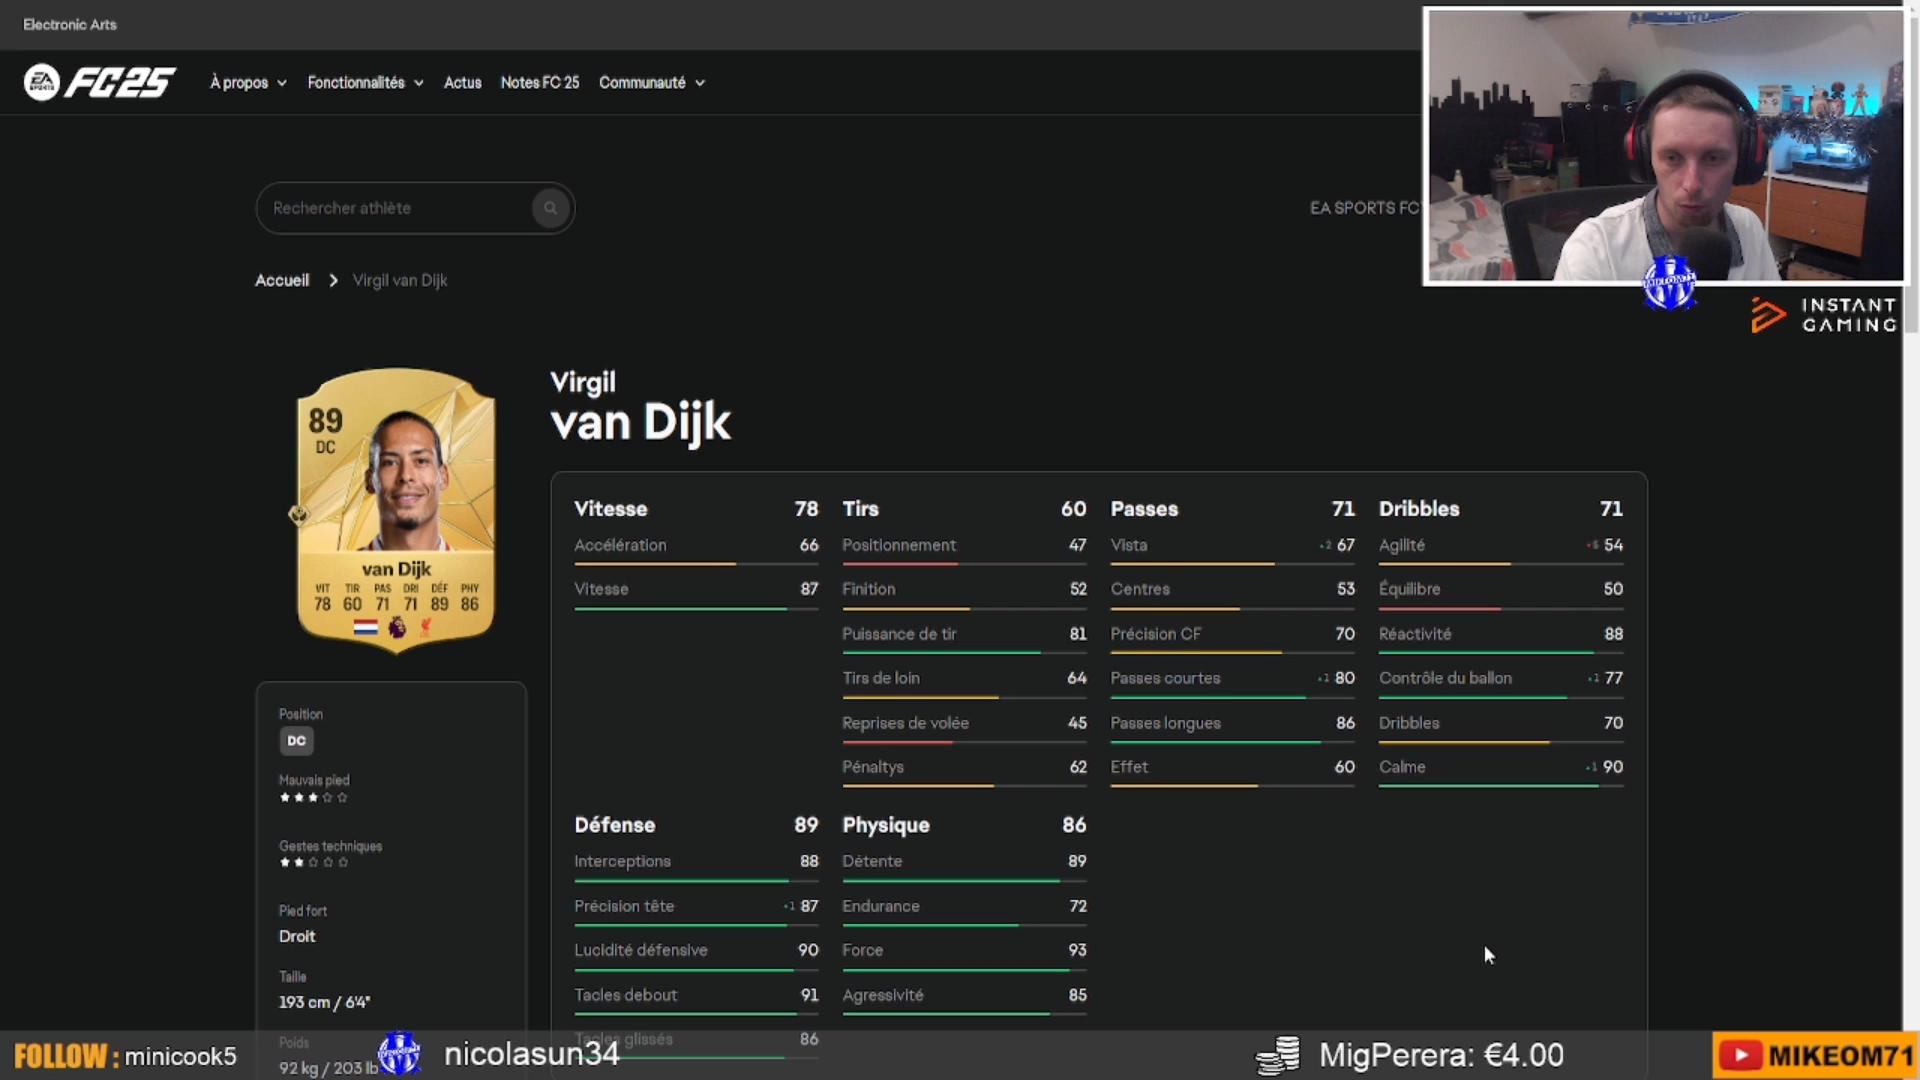 Electronic Arts
EA SPORTS FC25
À propos
Fonctionnalités
Actus
Notes FC 25
Communauté
Rechercher athlète
EA SPORTS FC
Accueil
Virgil van Dijk
INSTANT
GAMING
89
DC
van Dijk
VIT TIR PAS DRI DÉF PHY
78 60 71 71 89 86
Virgil
van Dijk
Vitesse 78
Accélération 66
Vitesse 87
Tirs 60
Positionnement 47
Finition 52
Puissance de tir 81
Tirs de loin 64
Reprises de volée 45
Pénaltys 62
Passes 71
Vista 2 67
Centres 53
Précision CF 70
Passes courtes 1 80
Passes longues 86
Effet 60
Dribbles 71
Agilité 54
Équilibre 50
Réactivité 88
Contrôle du ballon 1 77
Dribbles 70
Calme 1 90
Défense 89
Interceptions 88
Précision tête 1 87
Lucidité défensive 90
Tacles debout 91
Tacles glissés 86
Physique 86
Détente 89
Endurance 72
Force 93
Agressivité 85
Position
DC
Mauvais pied
Gestes techniques
Pied fort
Droit
Taille
193 cm / 6'4"
Poids
92 kg / 203 lb
FOLLOW : minicook5
nicolasun34
MigPerera: €4.00
MIKEOM71